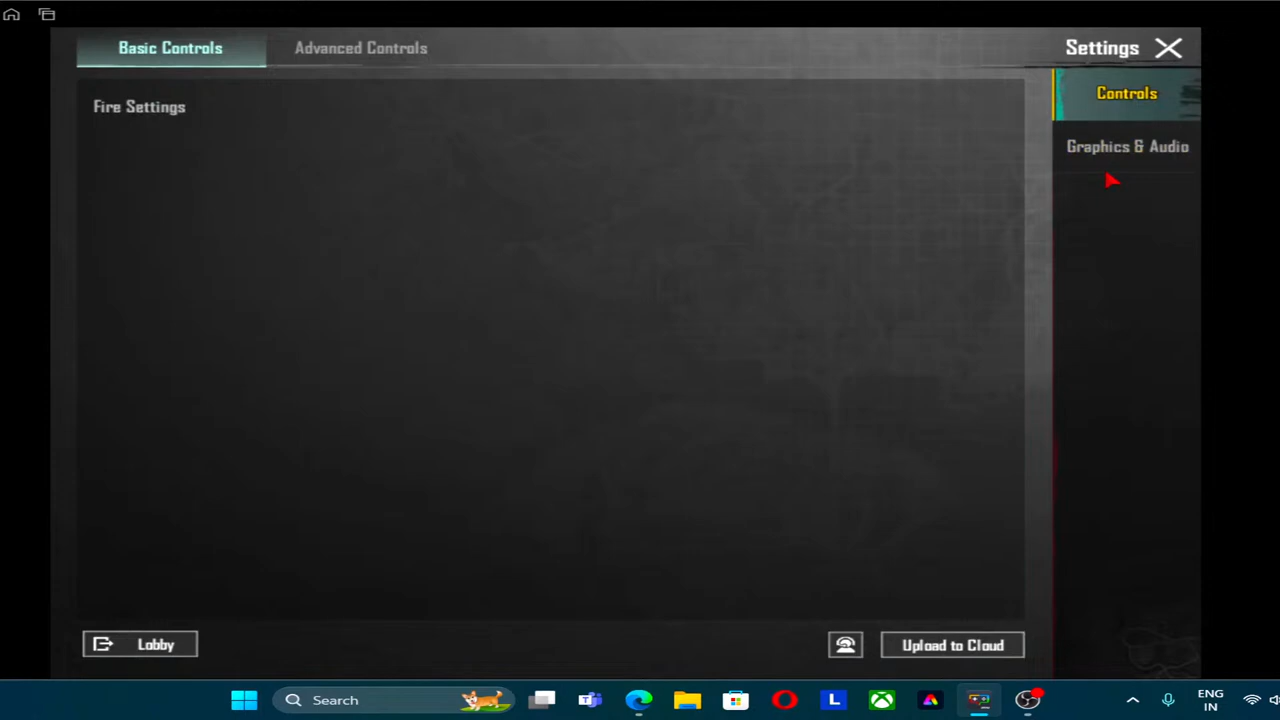 Basic Controls
Advanced Controls
Settings
Fire Settings
Controls
Graphics & Audio
Lobby
Upload to Cloud
Search
L
ENG
IN